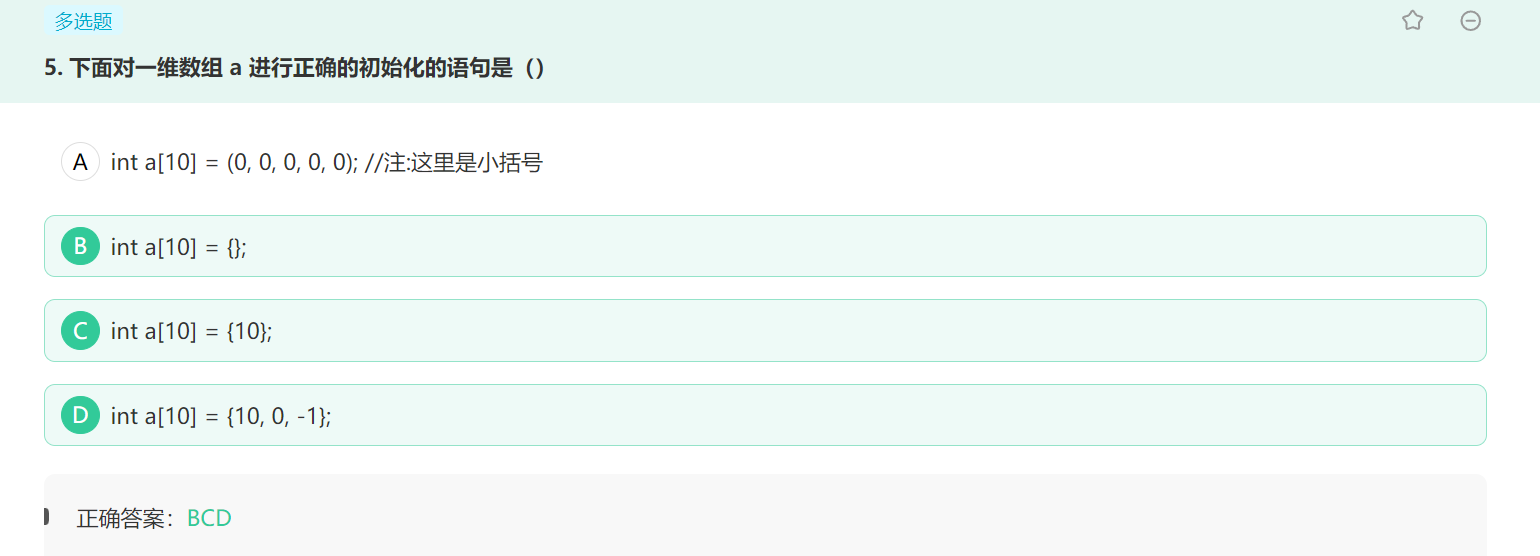 多选题
5. 下面对一维数组 a 进行正确的初始化的语句是（）
A int a[10] = (0, 0, 0, 0, 0); //注:这里是小括号
B int a[10] = {};
C int a[10] = {10};
D int a[10] = {10, 0, -1};
正确答案：BCD